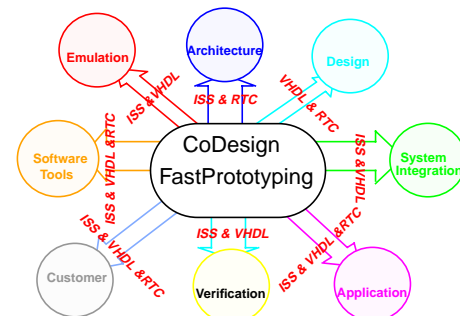 Architecture
Emulation
Design
ISS &VHDL
ISS & RTC
VHDL & RTC
CoDesign
FastPrototyping
Software
Tools
ISS & VHDL &RTC
ISS &VHDL
System
Integration
ISS & VHDL &RTC
ISS & VHDL
ISS & VHDL &RTC
Customer
Verification
Application